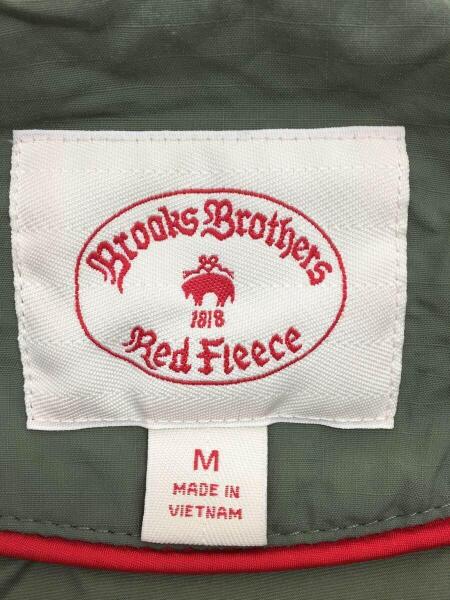 Brooks Brothers
1818
Red Fleece
M
MADE IN
VIETNAM